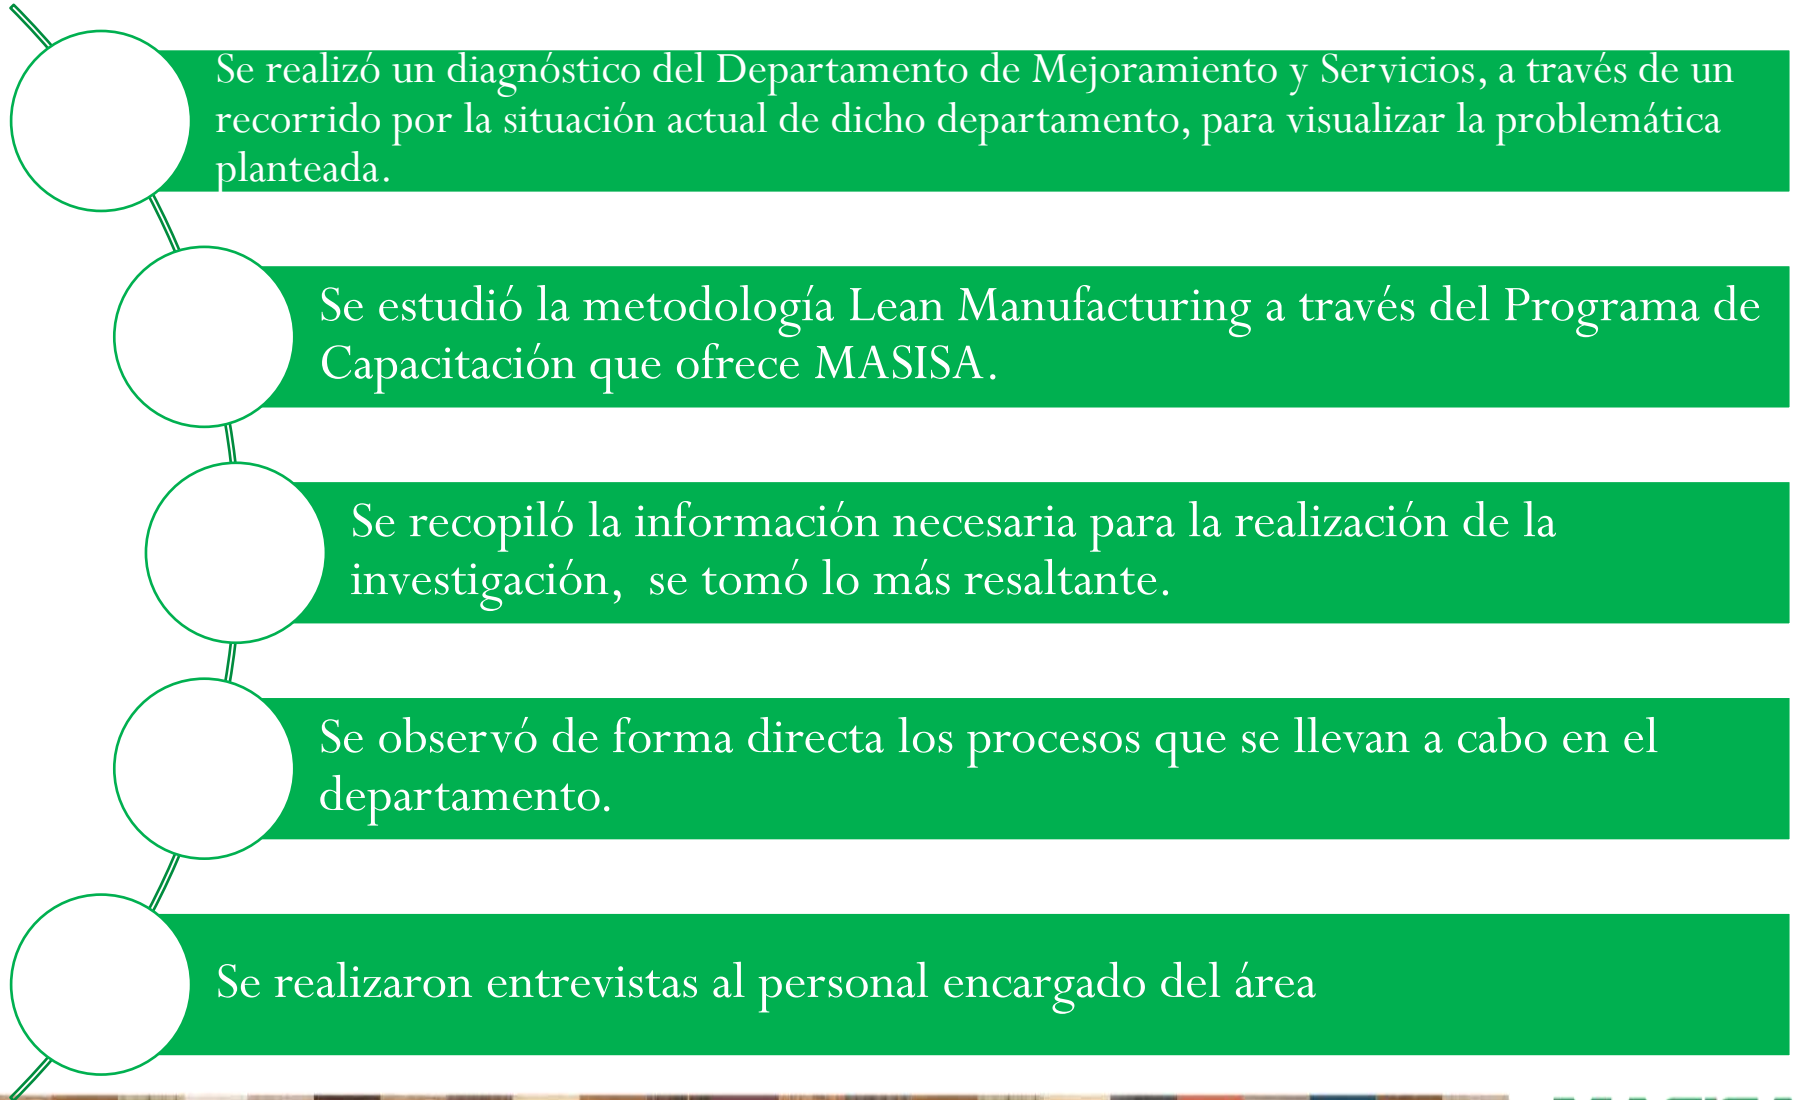 Se realizó un diagnóstico del Departamento de Mejoramiento y Servicios, a través de un
recorrido por la situación actual de dicho departamento, para visualizar la problemática
planteada.
Se estudió la metodología Lean Manufacturing a través del Programa de
Capacitación que ofrece MASISA.
Se recopiló la información necesaria para la realización de la
investigación,  se tomó lo más resaltante.
Se observó de forma directa los procesos que se llevan a cabo en el
departamento.
Se realizaron entrevistas al personal encargado del área